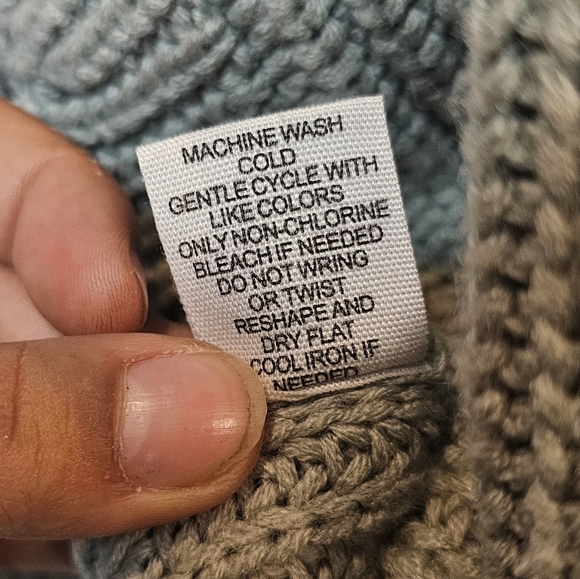 MACHINE WASH
COLD
GENTLE CYCLE WITH
LIKE COLORS
ONLY NON-CHLORINE
BLEACH IF NEEDED
DO NOT WRING
OR TWIST
RESHAPE AND
DRY FLAT
COOL IRON IF
NEEDED